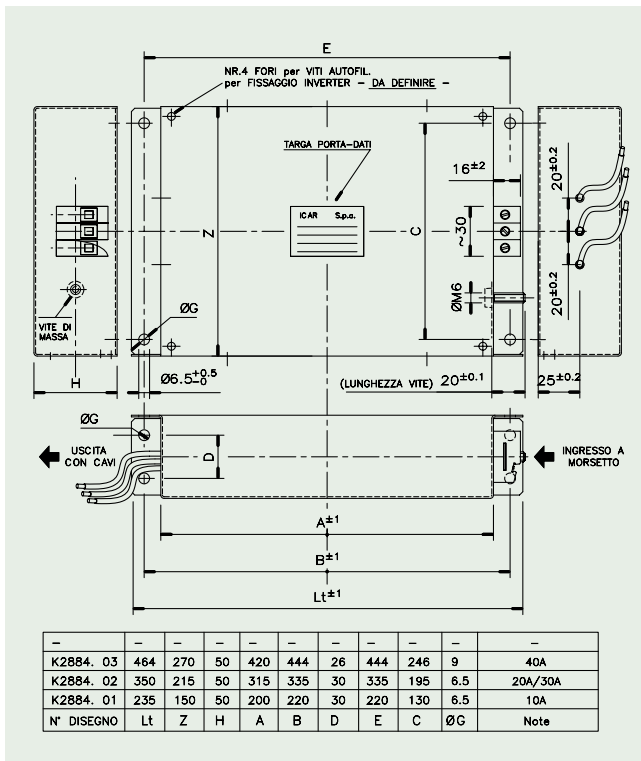 E
NR.4 FORI per VITI AUTOFIL.
per FISSAGGIO INVERTER – DA DEFINIRE –
TARGA PORTA-DATI
16±2
20±0.2
ICAR S.p.a.
Z
C
~30
ØM6
20±0.2
VITE DI
MASSA
ØG
H
Ø6.5+0.5-0
(LUNGHEZZA VITE) 20±0.1
25±0.2
ØG
USCITA
CON CAVI
D
INGRESSO A
MORSETTO
A±1
B±1
Lt±1
– – – – – – – – – –
K2884. 03 464 270 50 420 444 26 444 246 9 40A
K2884. 02 350 215 50 315 335 30 335 195 6.5 20A/30A
K2884. 01 235 150 50 200 220 30 220 130 6.5 10A
N° DISEGNO Lt Z H A B D E C ØG Note